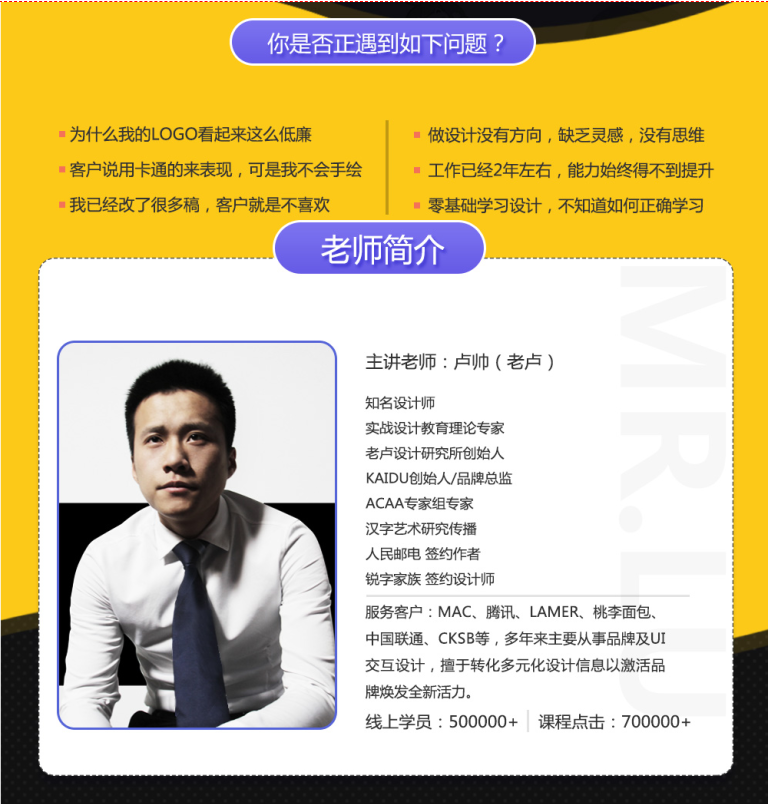 你是否正遇到如下问题？
为什么我的LOGO看起来这么低廉
客户说用卡通的来表现，可是我不会手绘
我已经改了很多稿，客户就是不喜欢
做设计没有方向，缺乏灵感，没有思维
工作已经2年左右，能力始终得不到提升
零基础学习设计，不知道如何正确学习
老师简介
MR.LU
主讲老师：卢帅（老卢）
知名设计师
实战设计教育理论专家
老卢设计研究所创始人
KAIDU创始人/品牌总监
ACAA专家组专家
汉字艺术研究传播
人民邮电 签约作者
锐字家族 签约设计师
服务客户：MAC、腾讯、LAMER、桃李面包、
中国联通、CKSB等，多年来主要从事品牌及UI
交互设计，擅于转化多元化设计信息以激活品
牌焕发全新活力。
线上学员：500000+
课程点击：700000+